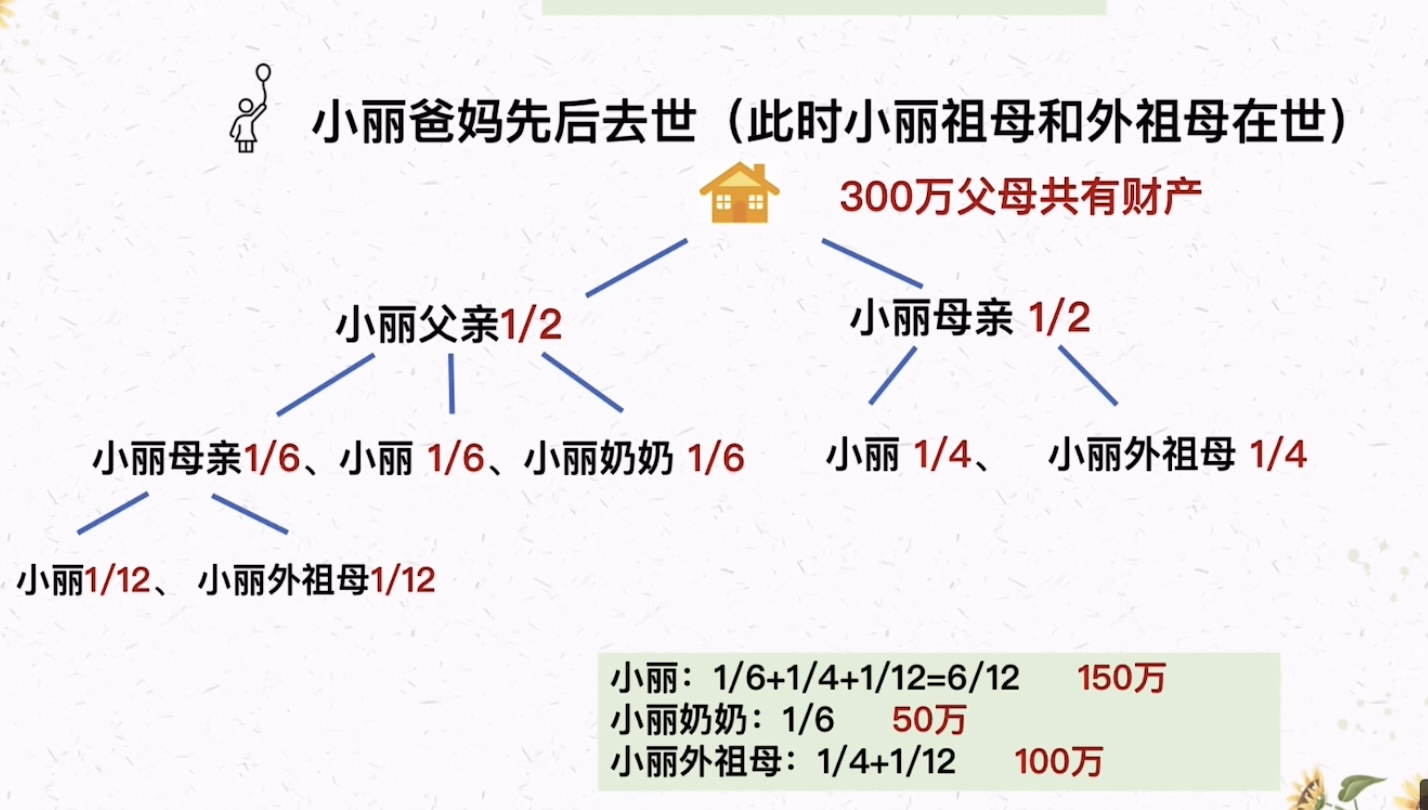 小丽爸妈先后去世（此时小丽祖母和外祖母在世）
300万父母共有财产
小丽父亲1/2
小丽母亲 1/2
小丽母亲1/6、小丽 1/6、小丽奶奶 1/6
小丽 1/4、 小丽外祖母 1/4
小丽1/12、 小丽外祖母1/12
小丽：1/6+1/4+1/12=6/12 150万
小丽奶奶：1/6 50万
小丽外祖母：1/4+1/12 100万